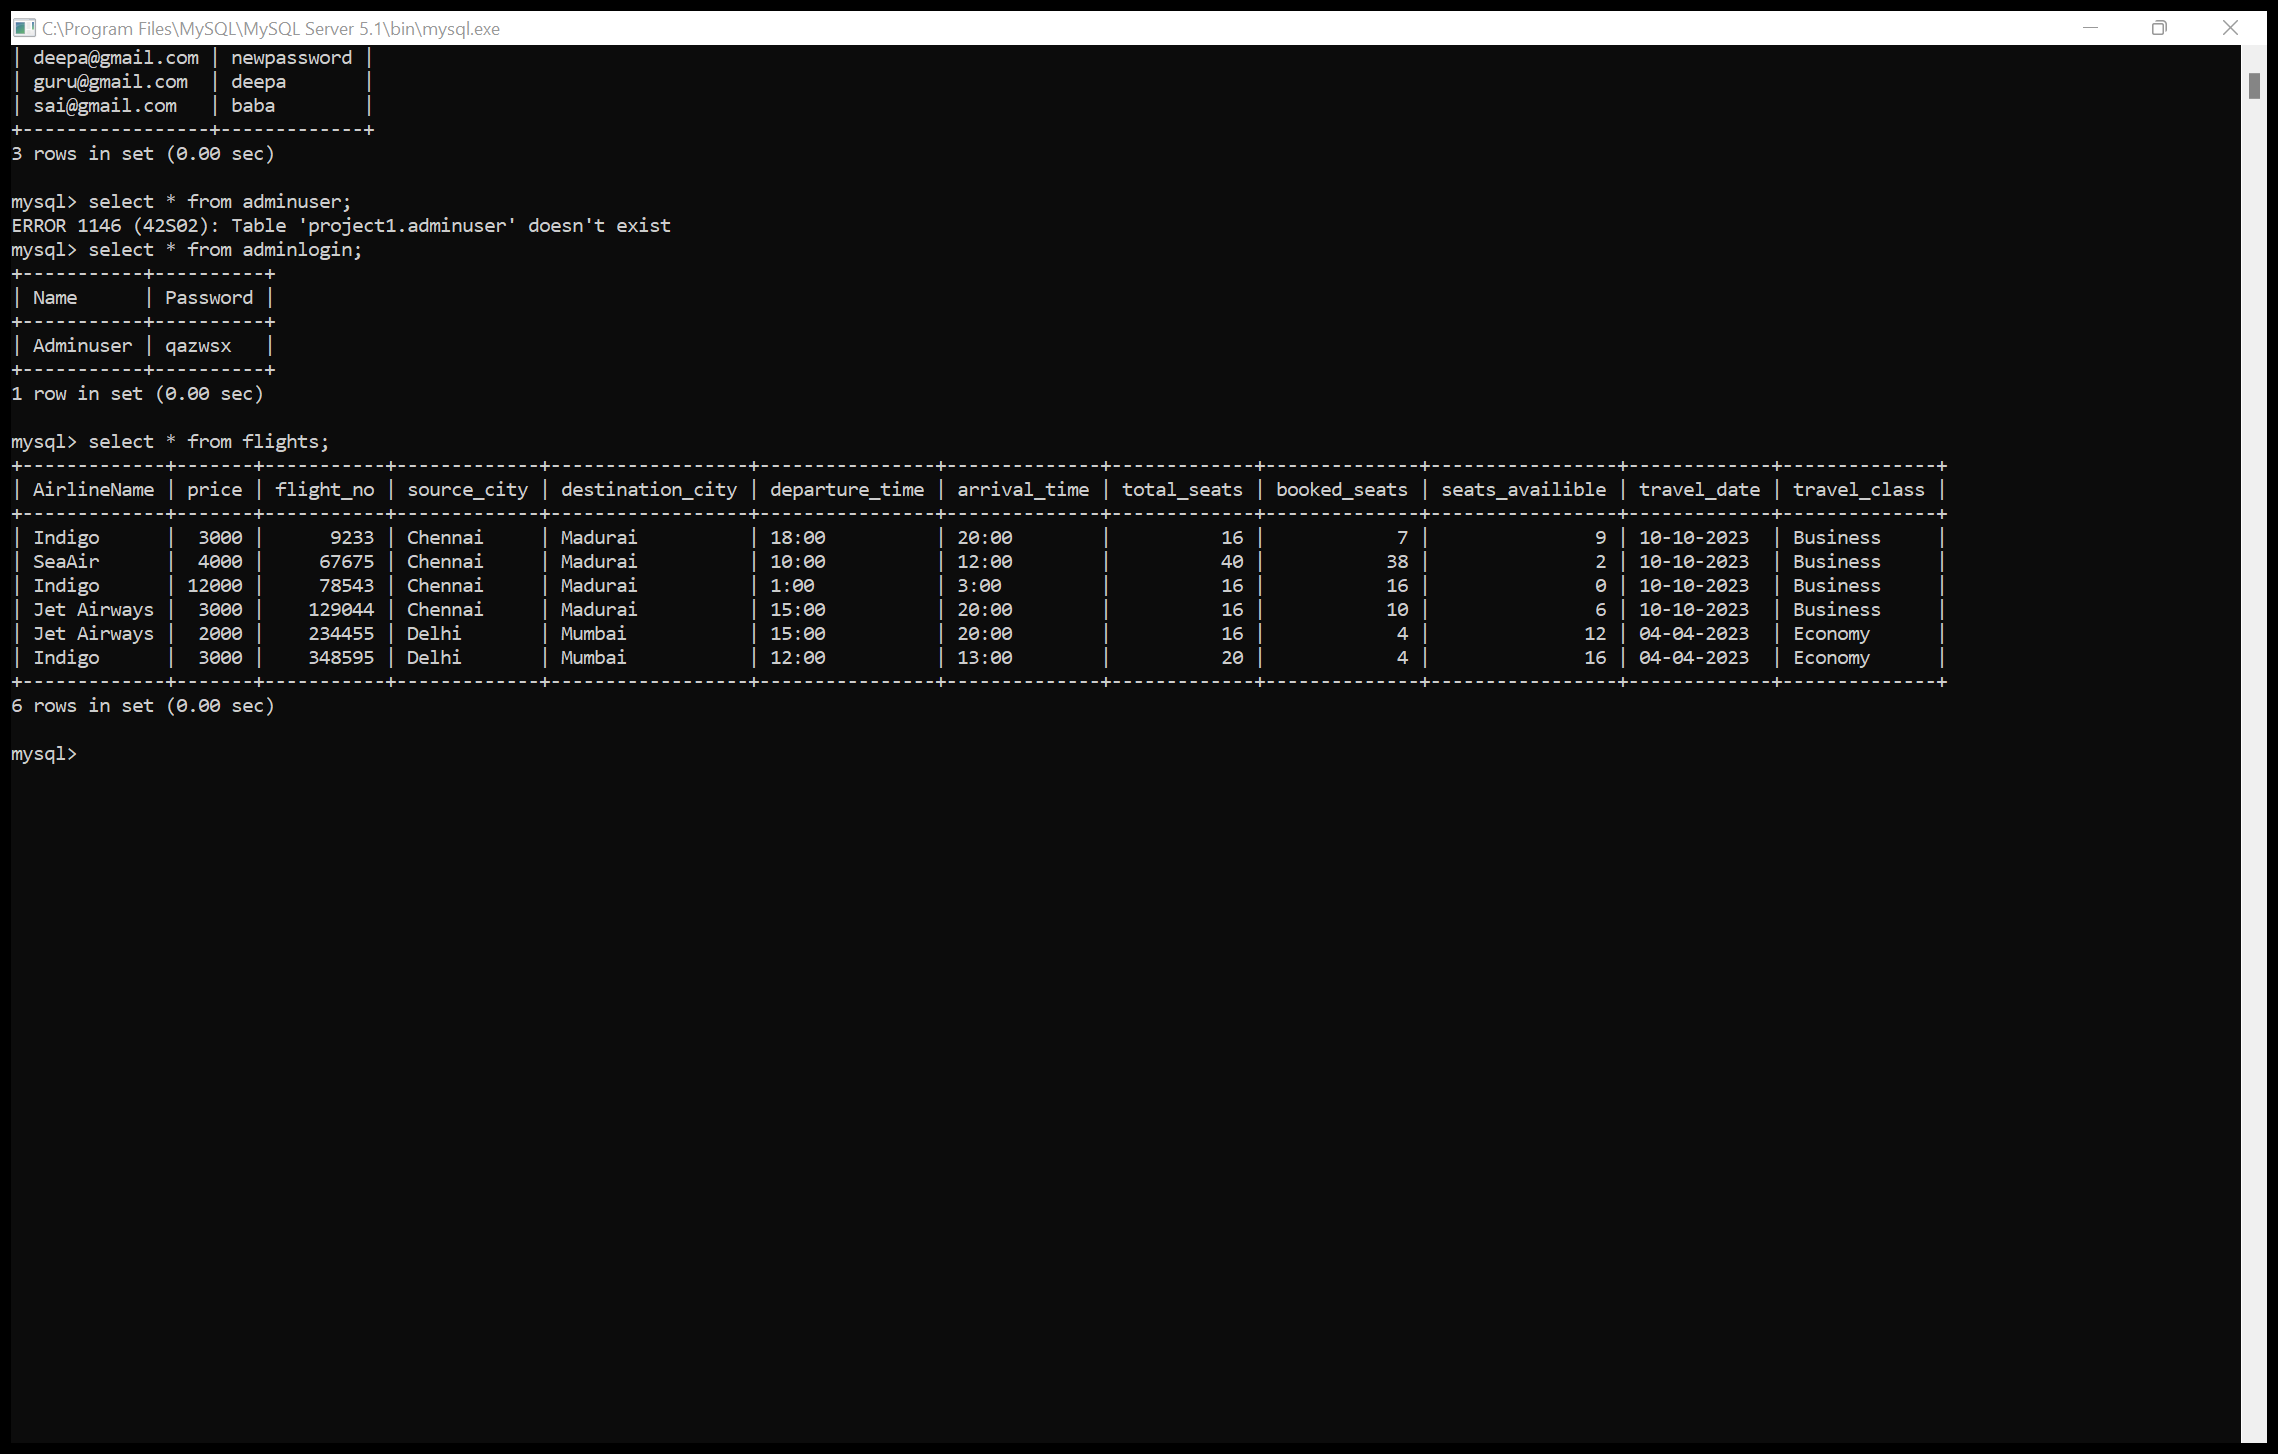 C:\Program Files\MySQL\MySQL Server 5.1\bin\mysql.exe
| deepa@gmail.com | newpassword |
| guru@gmail.com  | deepa       |
| sai@gmail.com   | baba        |
+-----------------+-------------+
3 rows in set (0.00 sec)

mysql> select * from adminuser;
ERROR 1146 (42S02): Table 'project1.adminuser' doesn't exist
mysql> select * from adminlogin;
+-----------+----------+
| Name      | Password |
+-----------+----------+
| Adminuser | qazwsx   |
+-----------+----------+
1 row in set (0.00 sec)

mysql> select * from flights;
+-------------+-------+-----------+-------------+------------------+----------------+--------------+-------------+--------------+-----------------+-------------+--------------+
| AirlineName | price | flight_no | source_city | destination_city | departure_time | arrival_time | total_seats | booked_seats | seats_availible | travel_date | travel_class |
+-------------+-------+-----------+-------------+------------------+----------------+--------------+-------------+--------------+-----------------+-------------+--------------+
| Indigo      |  3000 |      9233 | Chennai     | Madurai          | 18:00          | 20:00        |          16 |            7 |               9 | 10-10-2023  | Business     |
| SeaAir      |  4000 |     67675 | Chennai     | Madurai          | 10:00          | 12:00        |          40 |           38 |               2 | 10-10-2023  | Business     |
| Indigo      | 12000 |     78543 | Chennai     | Madurai          | 1:00           | 3:00         |          16 |           16 |               0 | 10-10-2023  | Business     |
| Jet Airways |  3000 |    129044 | Chennai     | Madurai          | 15:00          | 20:00        |          16 |           10 |               6 | 10-10-2023  | Business     |
| Jet Airways |  2000 |    234455 | Delhi       | Mumbai           | 15:00          | 20:00        |          16 |            4 |              12 | 04-04-2023  | Economy      |
| Indigo      |  3000 |    348595 | Delhi       | Mumbai           | 12:00          | 13:00        |          20 |            4 |              16 | 04-04-2023  | Economy      |
+-------------+-------+-----------+-------------+------------------+----------------+--------------+-------------+--------------+-----------------+-------------+--------------+
6 rows in set (0.00 sec)

mysql>